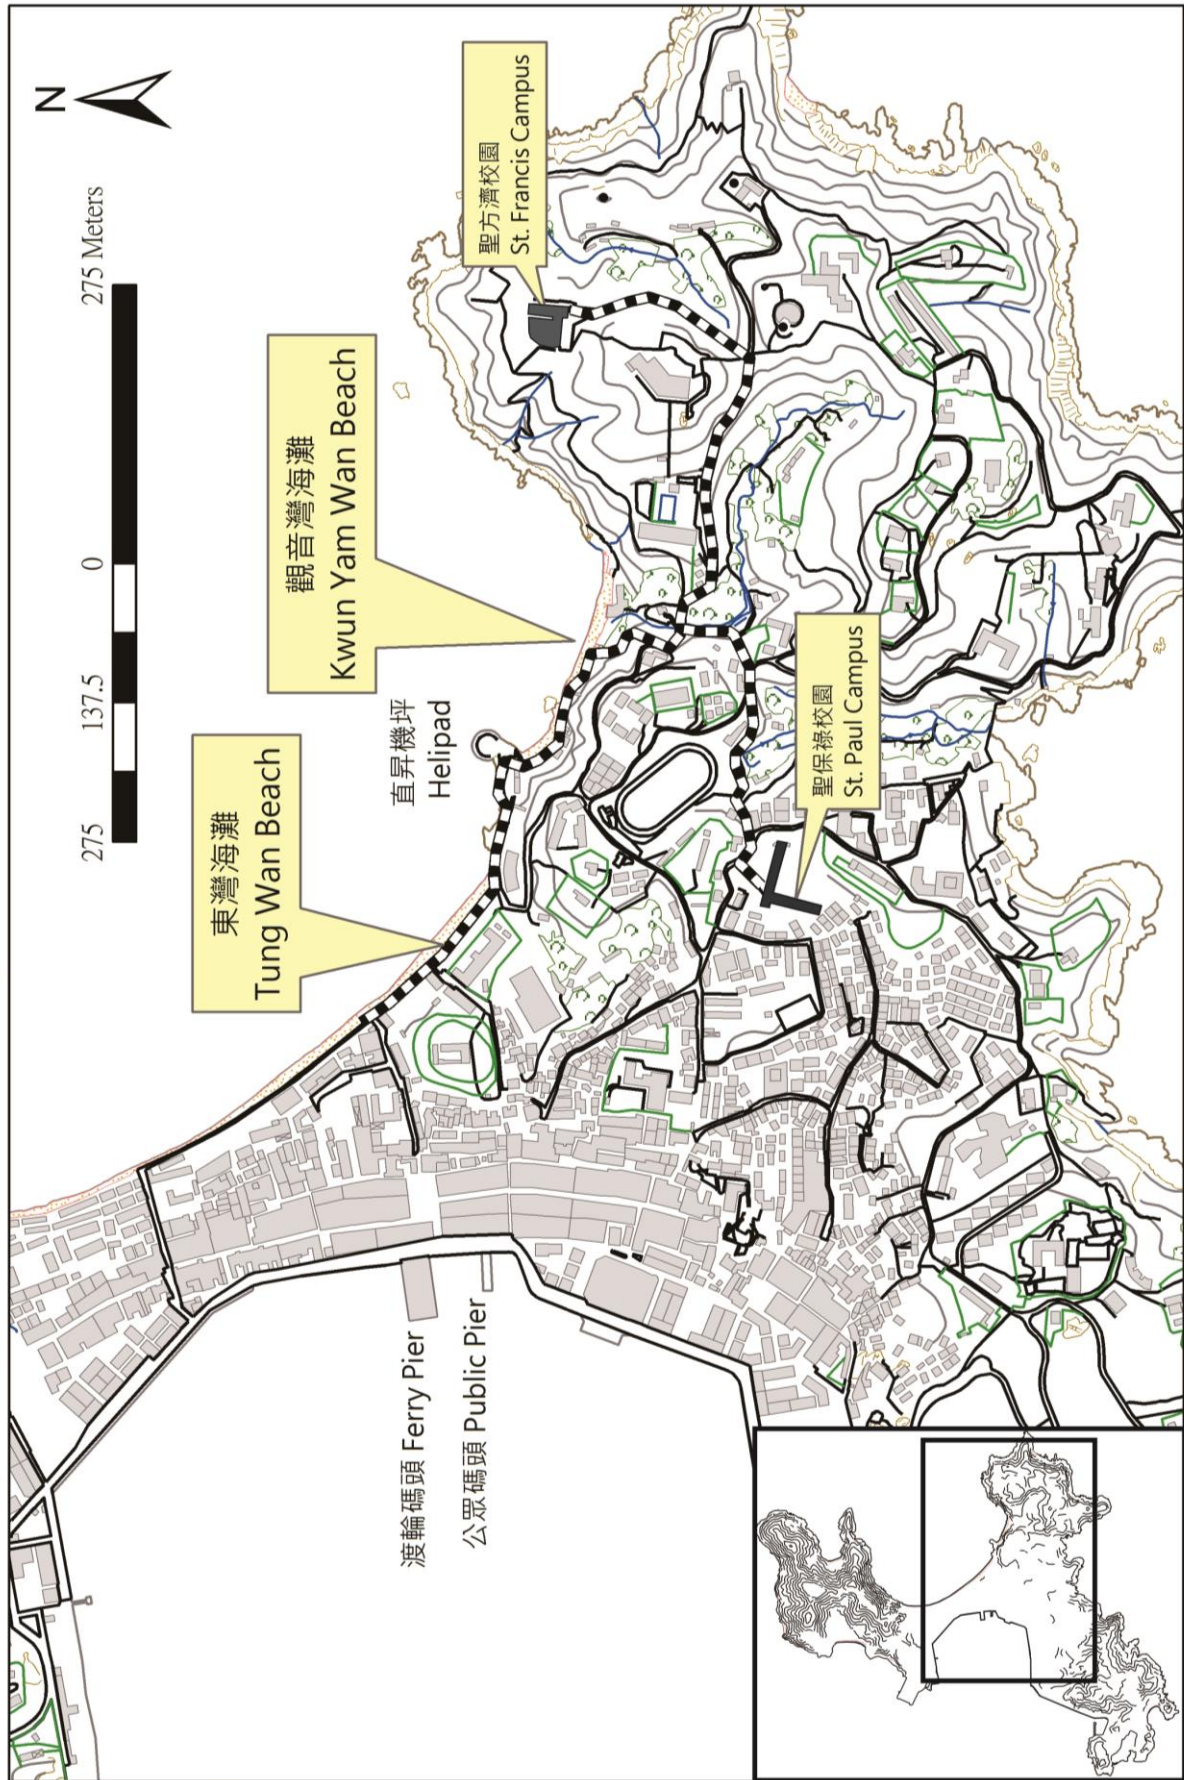 N
275 137.5 0 275 Meters
東灣海灘
Tung Wan Beach
觀音灣海灘
Kwun Yam Wan Beach
聖方濟校園
St. Francis Campus
直昇機坪
Helipad
聖保祿校園
St. Paul Campus
渡輪碼頭 Ferry Pier
公眾碼頭 Public Pier